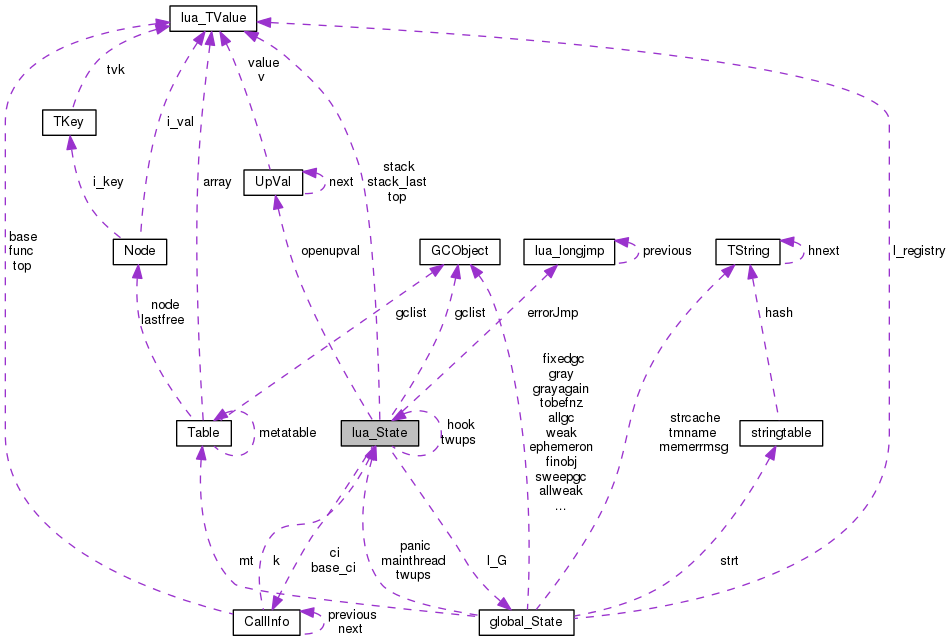 lua_TValue
tvk
value
v
TKey
i_val
stack
stack_last
top
i_key
array
UpVal
next
base
func
top
Node
openupval
GCObject
lua_longjmp
previous
TString
hnext
l_registry
node
lastfree
gclist
gclist
errorJmp
hash
fixedgc
gray
grayagain
tobefnz
allgc
weak
ephemeron
finobj
sweepgc
allweak
...
Table
metatable
lua_State
hook
twups
strcache
tmname
memerrmsg
stringtable
mt
k
ci
base_ci
panic
mainthread
twups
l_G
strt
CallInfo
previous
next
global_State